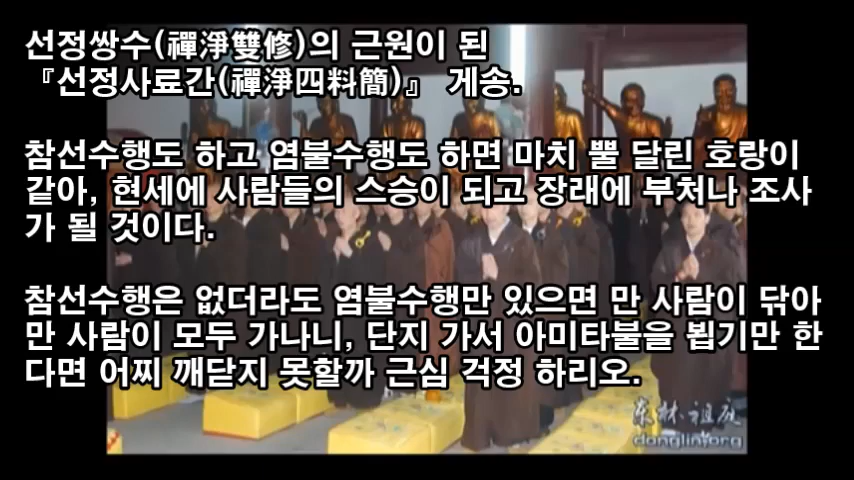 선정쌍수(禪淨雙修)의 근원이 된
『선정사료간(禪淨四料簡)』 게송.
참선수행도 하고 염불수행도 하면 마치 뿔 달린 호랑이
같아, 현세에 사람들의 스승이 되고 장래에 부처나 조사
가 될 것이다.
참선수행은 없더라도 염불수행만 있으면 만 사람이 닦아
만 사람이 모두 가나니, 단지 가서 아미타불을 뵙기만 한
다면 어찌 깨닫지 못할까 근심 걱정 하리오.
东林祖庭
donglin.org